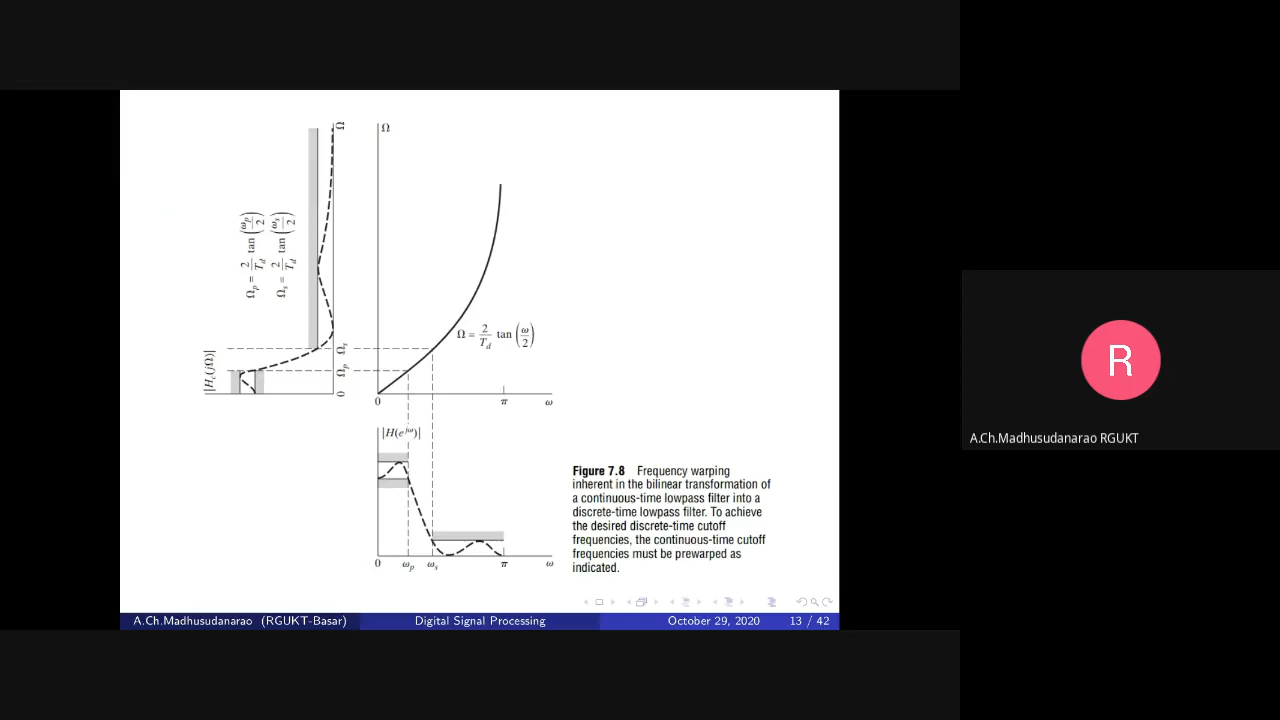 Ω
Ω
Ω_p = 2/T_d tan (ω_p/2)
Ω_s = 2/T_d tan (ω_s/2)
Ω = 2/T_d tan (ω/2)
Ω_s
Ω_p
|H_c(jΩ)|
0
0 π ω
|H(e^{jω})|
0 ω_p ω_s π ω
Figure 7.8 Frequency warping
inherent in the bilinear transformation of
a continuous-time lowpass filter into a
discrete-time lowpass filter. To achieve
the desired discrete-time cutoff
frequencies, the continuous-time cutoff
frequencies must be prewarped as
indicated.
A.Ch.Madhusudanarao (RGUKT-Basar) Digital Signal Processing October 29, 2020 13 / 42
R
A.Ch.Madhusudanarao RGUKT